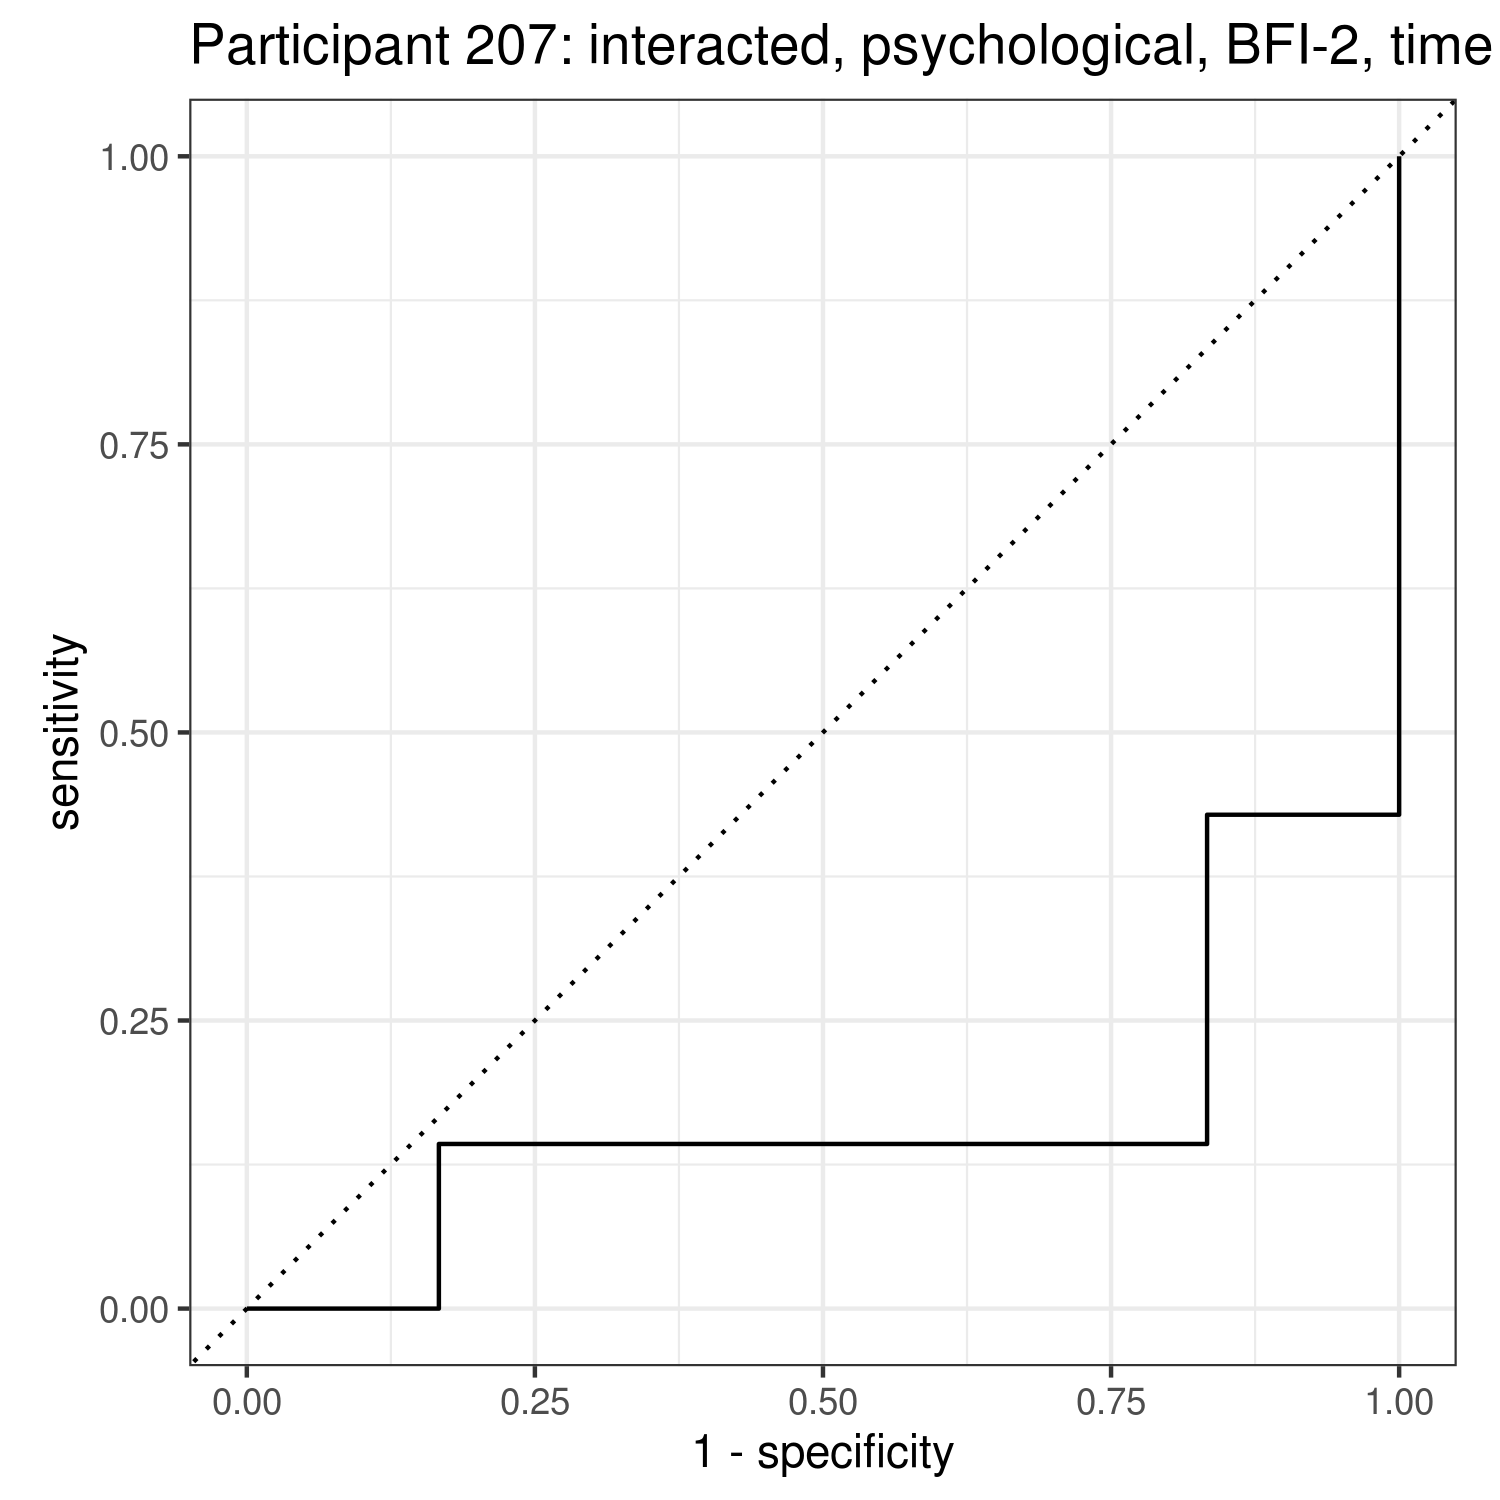 Participant 207: interacted, psychological, BFI-2, time
1.00
0.75
0.50
0.25
0.00
sensitivity
0.00 0.25 0.50 0.75 1.00
1 - specificity